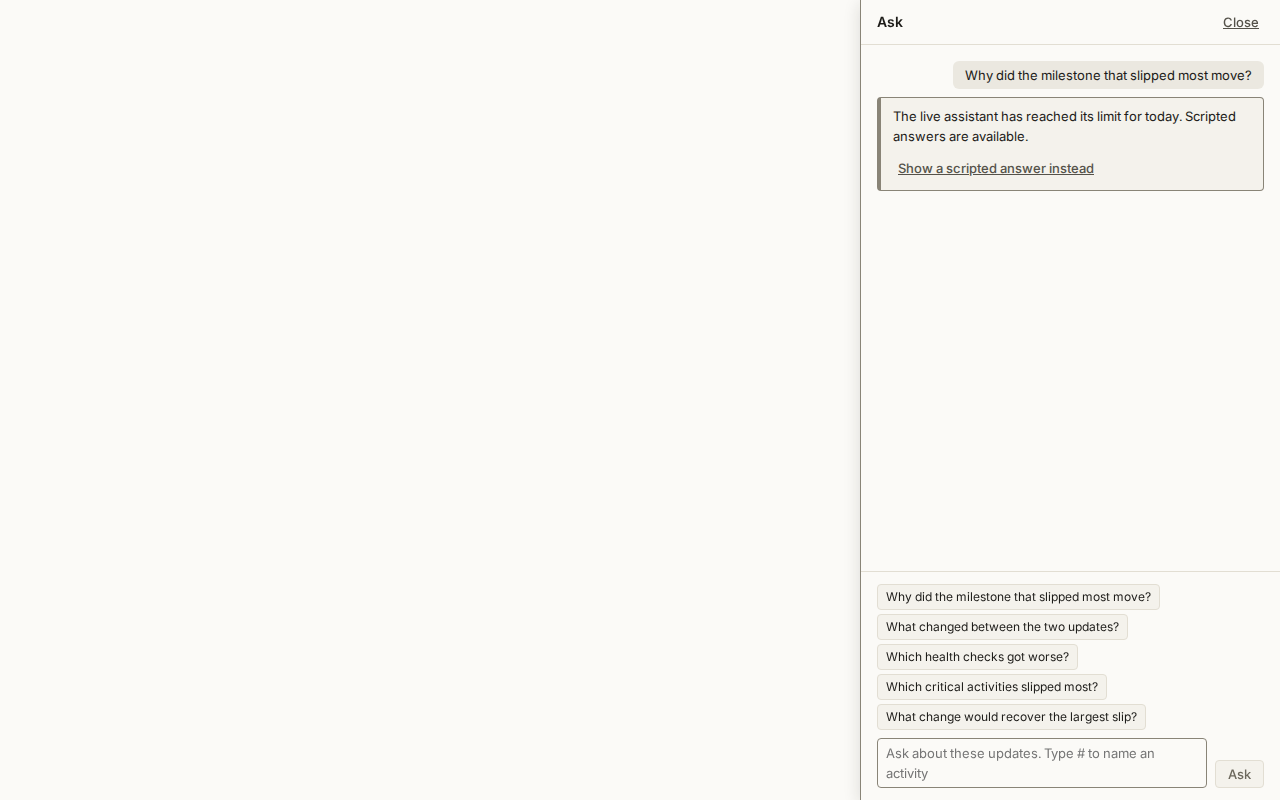 Ask
Close
Why did the milestone that slipped most move?
The live assistant has reached its limit for today. Scripted
answers are available.
Show a scripted answer instead
Why did the milestone that slipped most move?
What changed between the two updates?
Which health checks got worse?
Which critical activities slipped most?
What change would recover the largest slip?
Ask about these updates. Type # to name an
activity
Ask